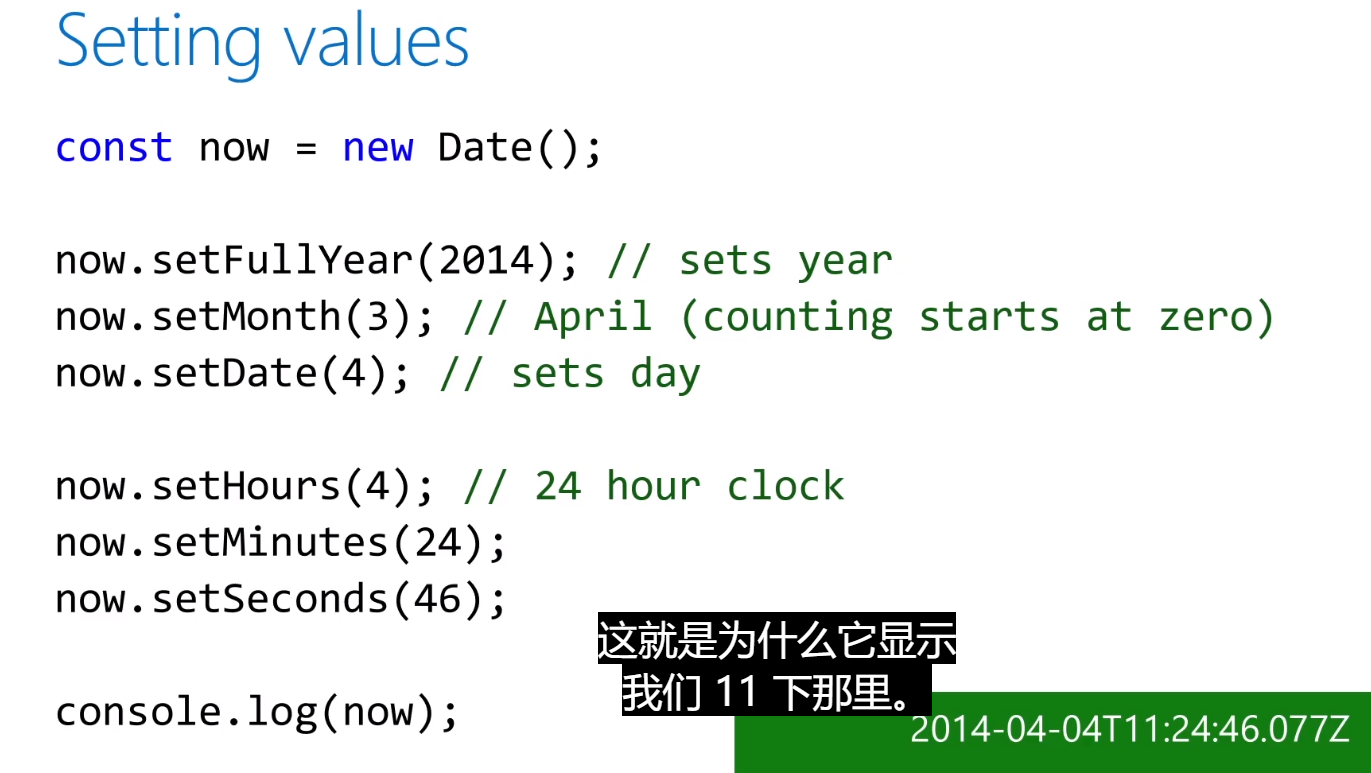 Setting values
const now = new Date();
now.setFullYear(2014); // sets year
now.setMonth(3); // April (counting starts at zero)
now.setDate(4); // sets day
now.setHours(4); // 24 hour clock
now.setMinutes(24);
now.setSeconds(46);
console.log(now);
这就是为什么它显示
我们 11 下那里。
2014-04-04T11:24:46.077Z